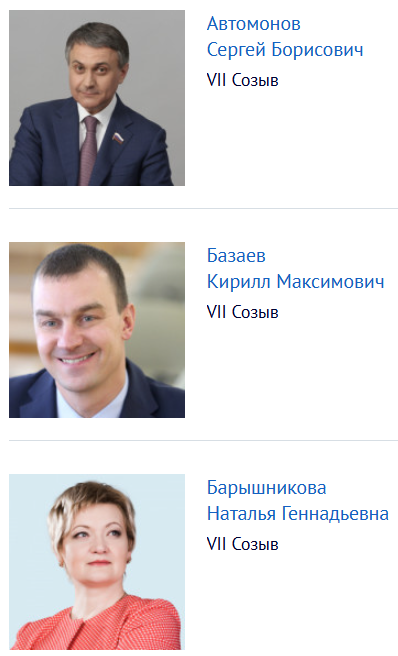 Автомонов
Сергей Борисович
VII Созыв
Базаев
Кирилл Максимович
VII Созыв
Барышникова
Наталья Геннадьевна
VII Созыв